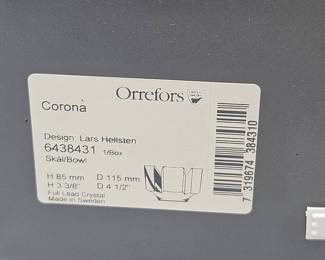 Orrefors
Corona
Design: Lars Hellsten
6438431 1/Box
Skål/Bowl
H 85 mm D 115 mm
H 3 3/8" D 4 1/2"
Full Lead Crystal
Made in Sweden
7 319674 384310